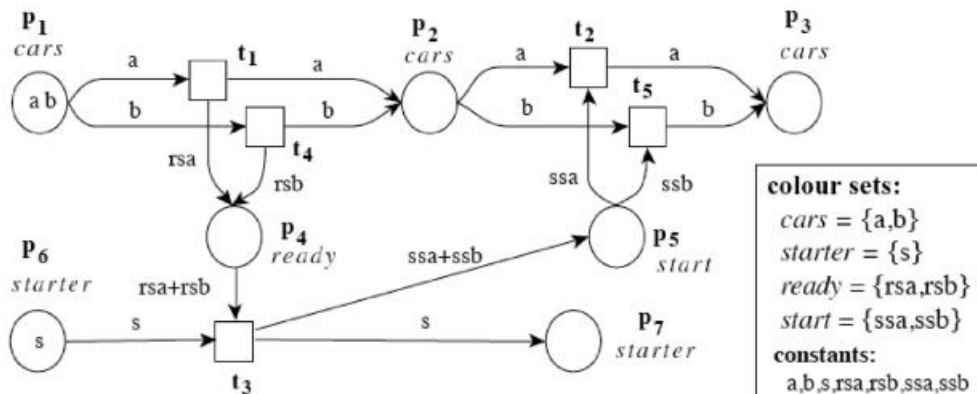 p1
cars
a b
a
t1
a
b
t4
b
rsa
rsb
p2
cars
a
t2
a
b
t5
b
p3
cars
ssa
ssb
p4
ready
p5
start
p6
starter
s
s
rsa+rsb
t3
ssa+ssb
s
p7
starter
colour sets:
cars = {a,b}
starter = {s}
ready = {rsa,rsb}
start = {ssa,ssb}
constants:
a,b,s,rsa,rsb,ssa,ssb